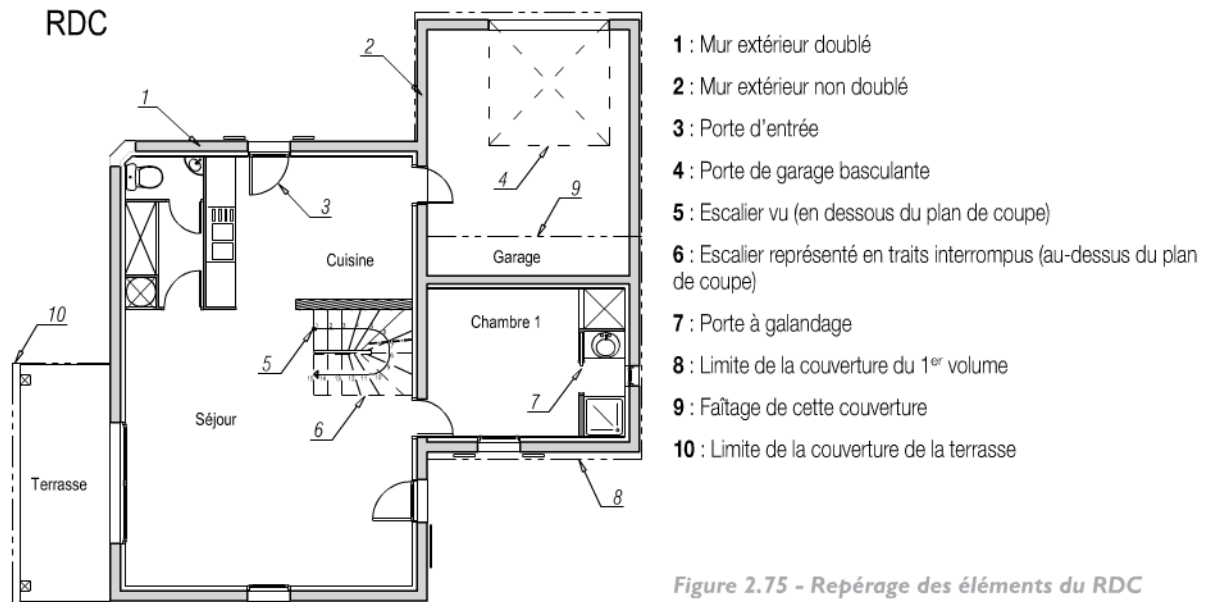 RDC
1
2
3
4
9
Cuisine
Garage
10
5
6
Chambre 1
7
Séjour
Terrasse
8
1 : Mur extérieur doublé
2 : Mur extérieur non doublé
3 : Porte d'entrée
4 : Porte de garage basculante
5 : Escalier vu (en dessous du plan de coupe)
6 : Escalier représenté en traits interrompus (au-dessus du plan
de coupe)
7 : Porte à galandage
8 : Limite de la couverture du 1er volume
9 : Faîtage de cette couverture
10 : Limite de la couverture de la terrasse
Figure 2.75 - Repérage des éléments du RDC